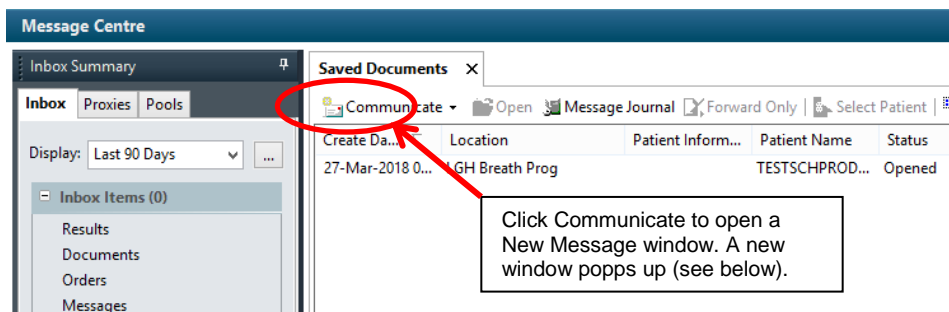 Message Centre
Inbox Summary
Inbox Proxies Pools
Display: Last 90 Days ...
Inbox Items (0)
Results
Documents
Orders
Messages
Saved Documents X
Communicate Open Message Journal Forward Only Select Patient
Create Da... Location Patient Inform... Patient Name Status
27-Mar-2018 0... LGH Breath Prog TESTSCHPROD... Opened
Click Communicate to open a
New Message window. A new
window popps up (see below).